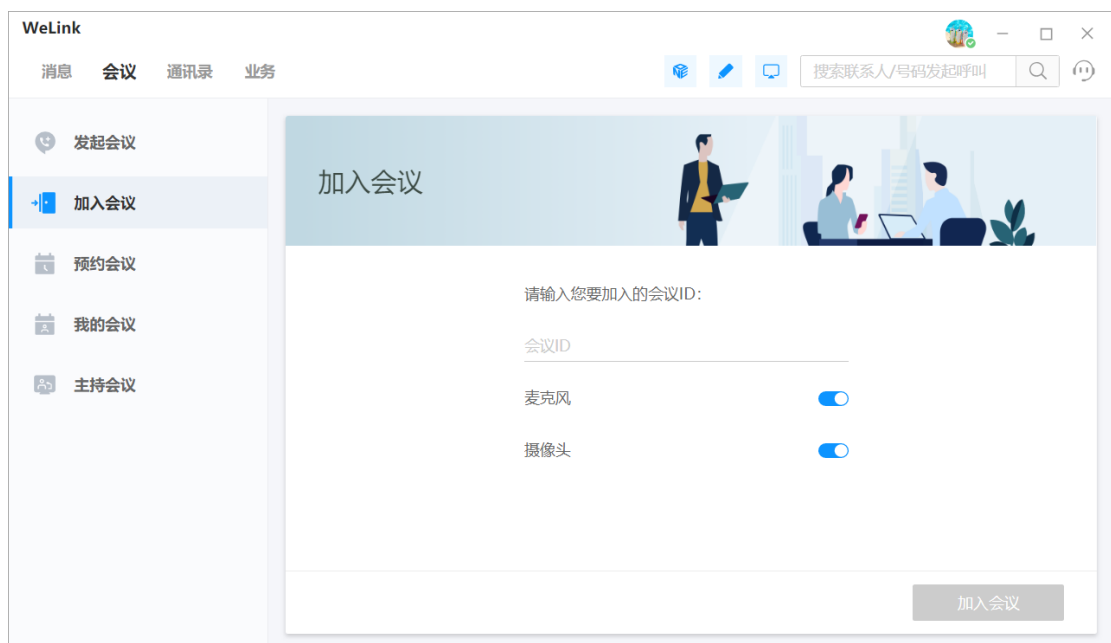 WeLink
消息 会议 通讯录 业务 搜索联系人/号码发起呼叫
发起会议
加入会议
预约会议
我的会议
主持会议
加入会议
请输入您要加入的会议ID:
会议ID
麦克风
摄像头
加入会议